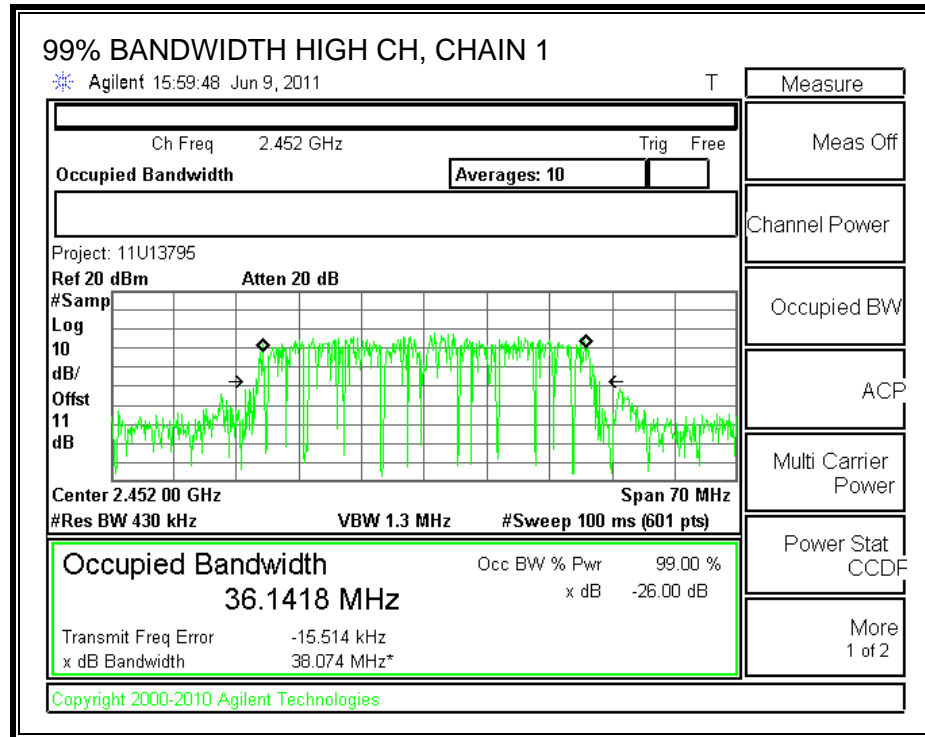 99% BANDWIDTH HIGH CH, CHAIN 1
Agilent 15:59:48 Jun 9, 2011 T
Measure
Ch Freq 2.452 GHz Trig Free
Meas Off
Occupied Bandwidth Averages: 10
Channel Power
Project: 11U13795
Ref 20 dBm Atten 20 dB
#Samp
Log
10
dB/
Offst
11
dB
Occupied BW
ACP
Multi Carrier
Power
Center 2.452 00 GHz Span 70 MHz
#Res BW 430 kHz VBW 1.3 MHz #Sweep 100 ms (601 pts)
Power Stat
CCDF
Occupied Bandwidth Occ BW % Pwr 99.00 %
36.1418 MHz x dB -26.00 dB
Transmit Freq Error -15.514 kHz
x dB Bandwidth 38.074 MHz*
More
1 of 2
Copyright 2000-2010 Agilent Technologies